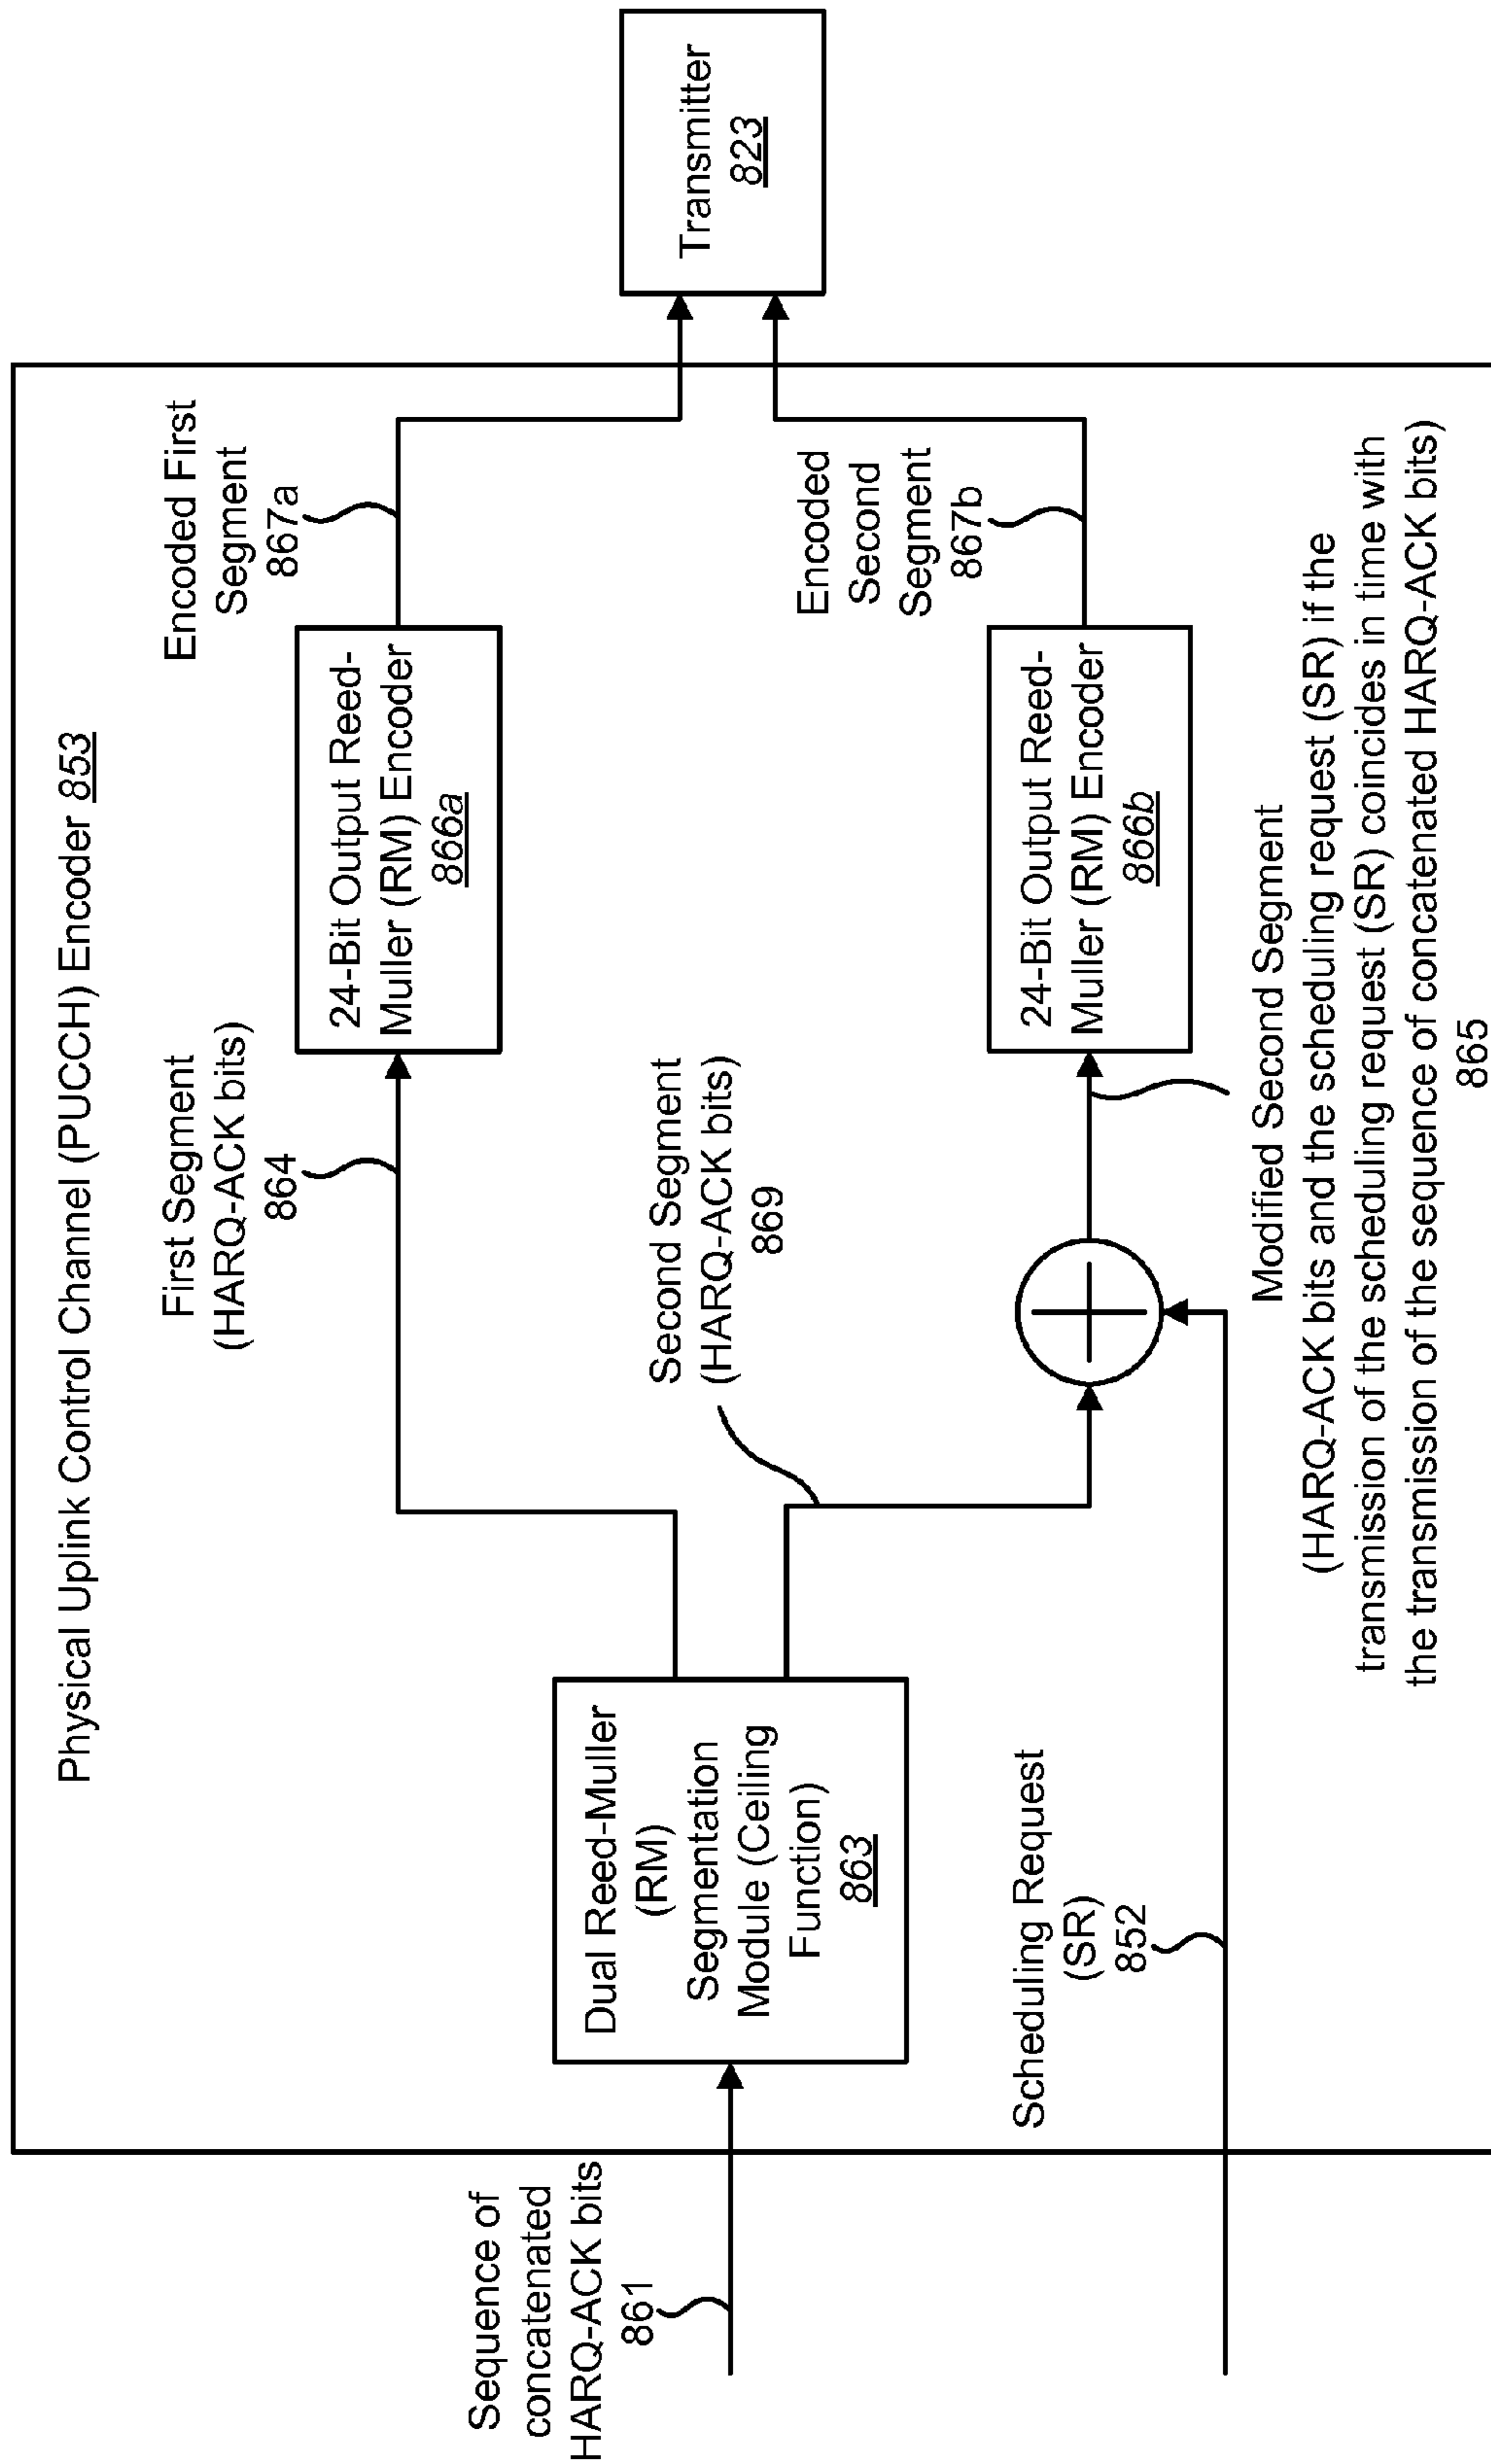 Physical Uplink Control Channel (PUCCH) Encoder 853
Sequence of
concatenated
HARQ-ACK bits
861
Dual Reed-Muller
(RM)
Segmentation
Module (Ceiling
Function)
863
Scheduling Request
(SR)
852
First Segment
(HARQ-ACK bits)
864
Second Segment
(HARQ-ACK bits)
869
24-Bit Output Reed-
Muller (RM) Encoder
866a
24-Bit Output Reed-
Muller (RM) Encoder
866b
Modified Second Segment
(HARQ-ACK bits and the scheduling request (SR) if the
transmission of the scheduling request (SR) coincides in time with
the transmission of the sequence of concatenated HARQ-ACK bits)
865
Encoded First
Segment
867a
Encoded
Second
Segment
867b
Transmitter
823